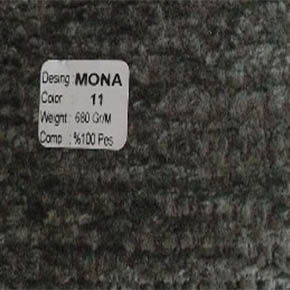 Desing : MONA
Color 11
Weight : 680 Gr/M
Comp : %100 Pes